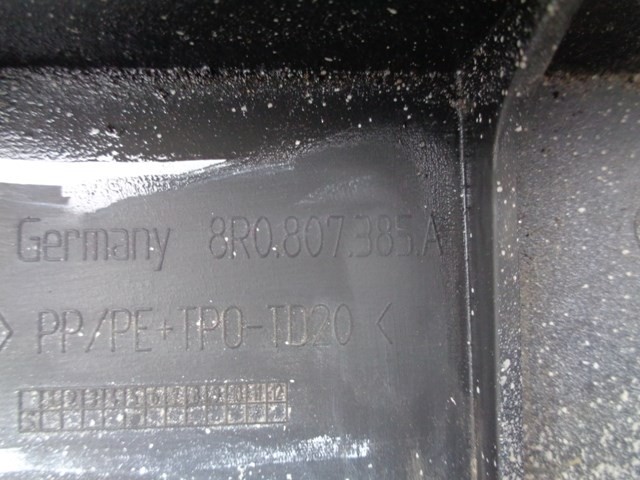 Germany 8R0.807.385.A
> PP/PE+TPO-TD20 <